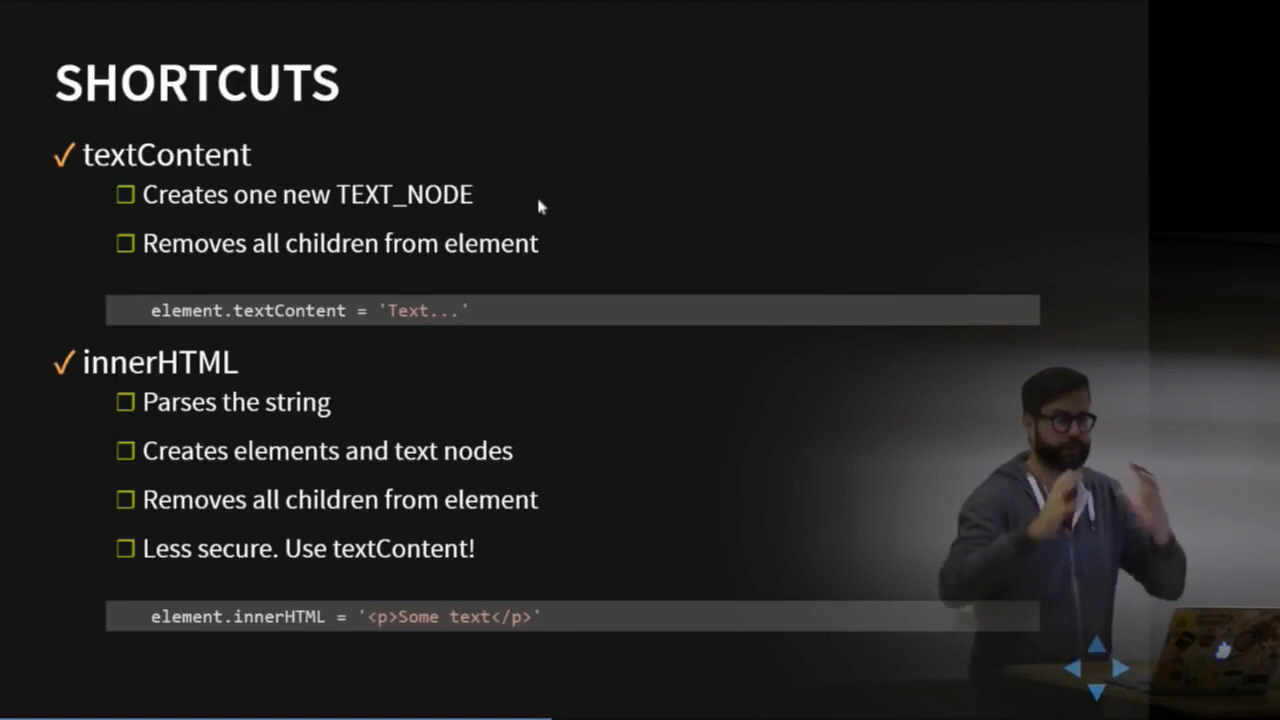 SHORTCUTS
✓ textContent
❒ Creates one new TEXT_NODE
❒ Removes all children from element
element.textContent = 'Text...'
✓ innerHTML
❒ Parses the string
❒ Creates elements and text nodes
❒ Removes all children from element
❒ Less secure. Use textContent!
element.innerHTML = '<p>Some text</p>'